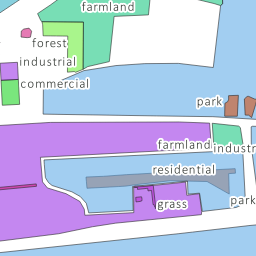 farmland
forest
industrial
commercial
park
farmland
industr
residential
grass
park